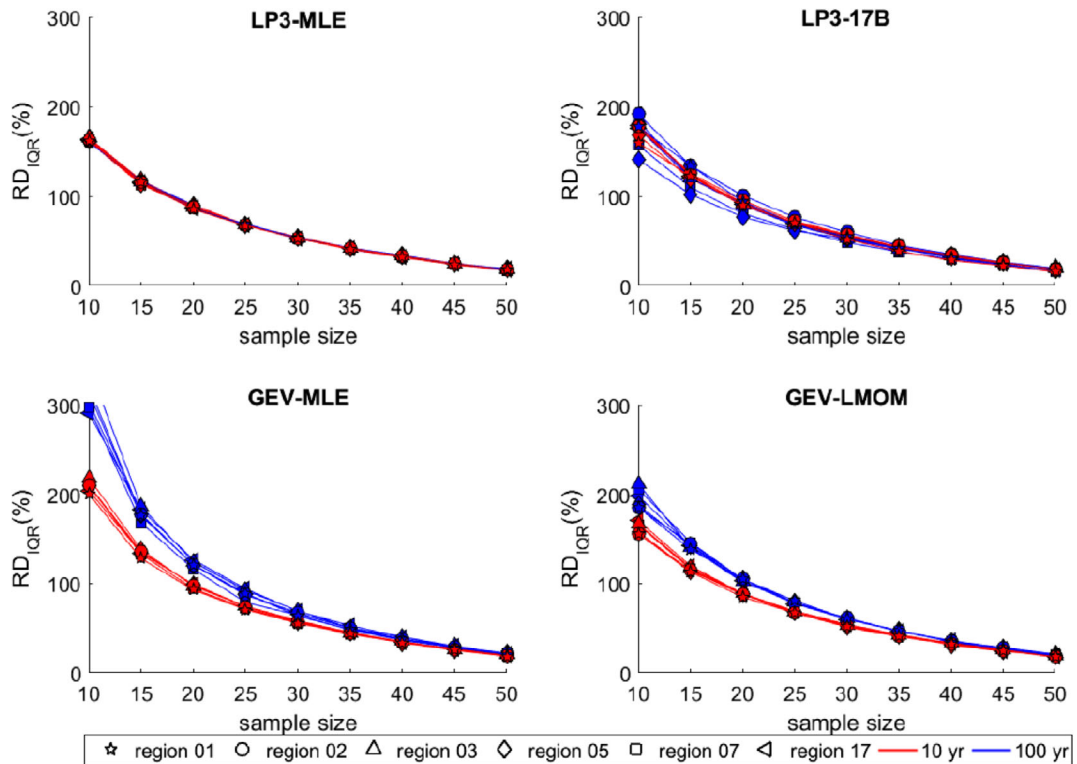 LP3-MLE
300
200
100
0
RD_IQR(%)
10 15 20 25 30 35 40 45 50
sample size
LP3-17B
300
200
100
0
RD_IQR(%)
10 15 20 25 30 35 40 45 50
sample size
GEV-MLE
300
200
100
0
RD_IQR(%)
10 15 20 25 30 35 40 45 50
sample size
GEV-LMOM
300
200
100
0
RD_IQR(%)
10 15 20 25 30 35 40 45 50
sample size
region 01 region 02 region 03 region 05 region 07 region 17 10 yr 100 yr